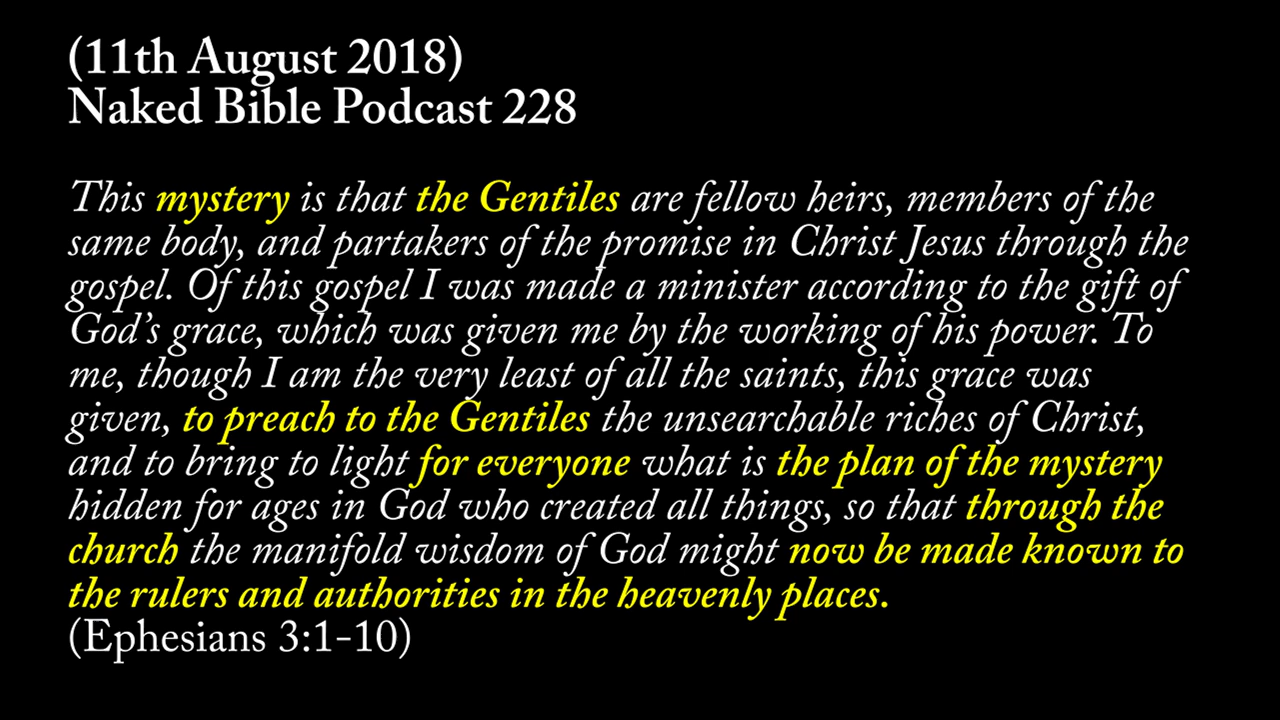 (11th August 2018)
Naked Bible Podcast 228
This mystery is that the Gentiles are fellow heirs, members of the
same body, and partakers of the promise in Christ Jesus through the
gospel. Of this gospel I was made a minister according to the gift of
God’s grace, which was given me by the working of his power. To
me, though I am the very least of all the saints, this grace was
given, to preach to the Gentiles the unsearchable riches of Christ,
and to bring to light for everyone what is the plan of the mystery
hidden for ages in God who created all things, so that through the
church the manifold wisdom of God might now be made known to
the rulers and authorities in the heavenly places.
(Ephesians 3:1-10)